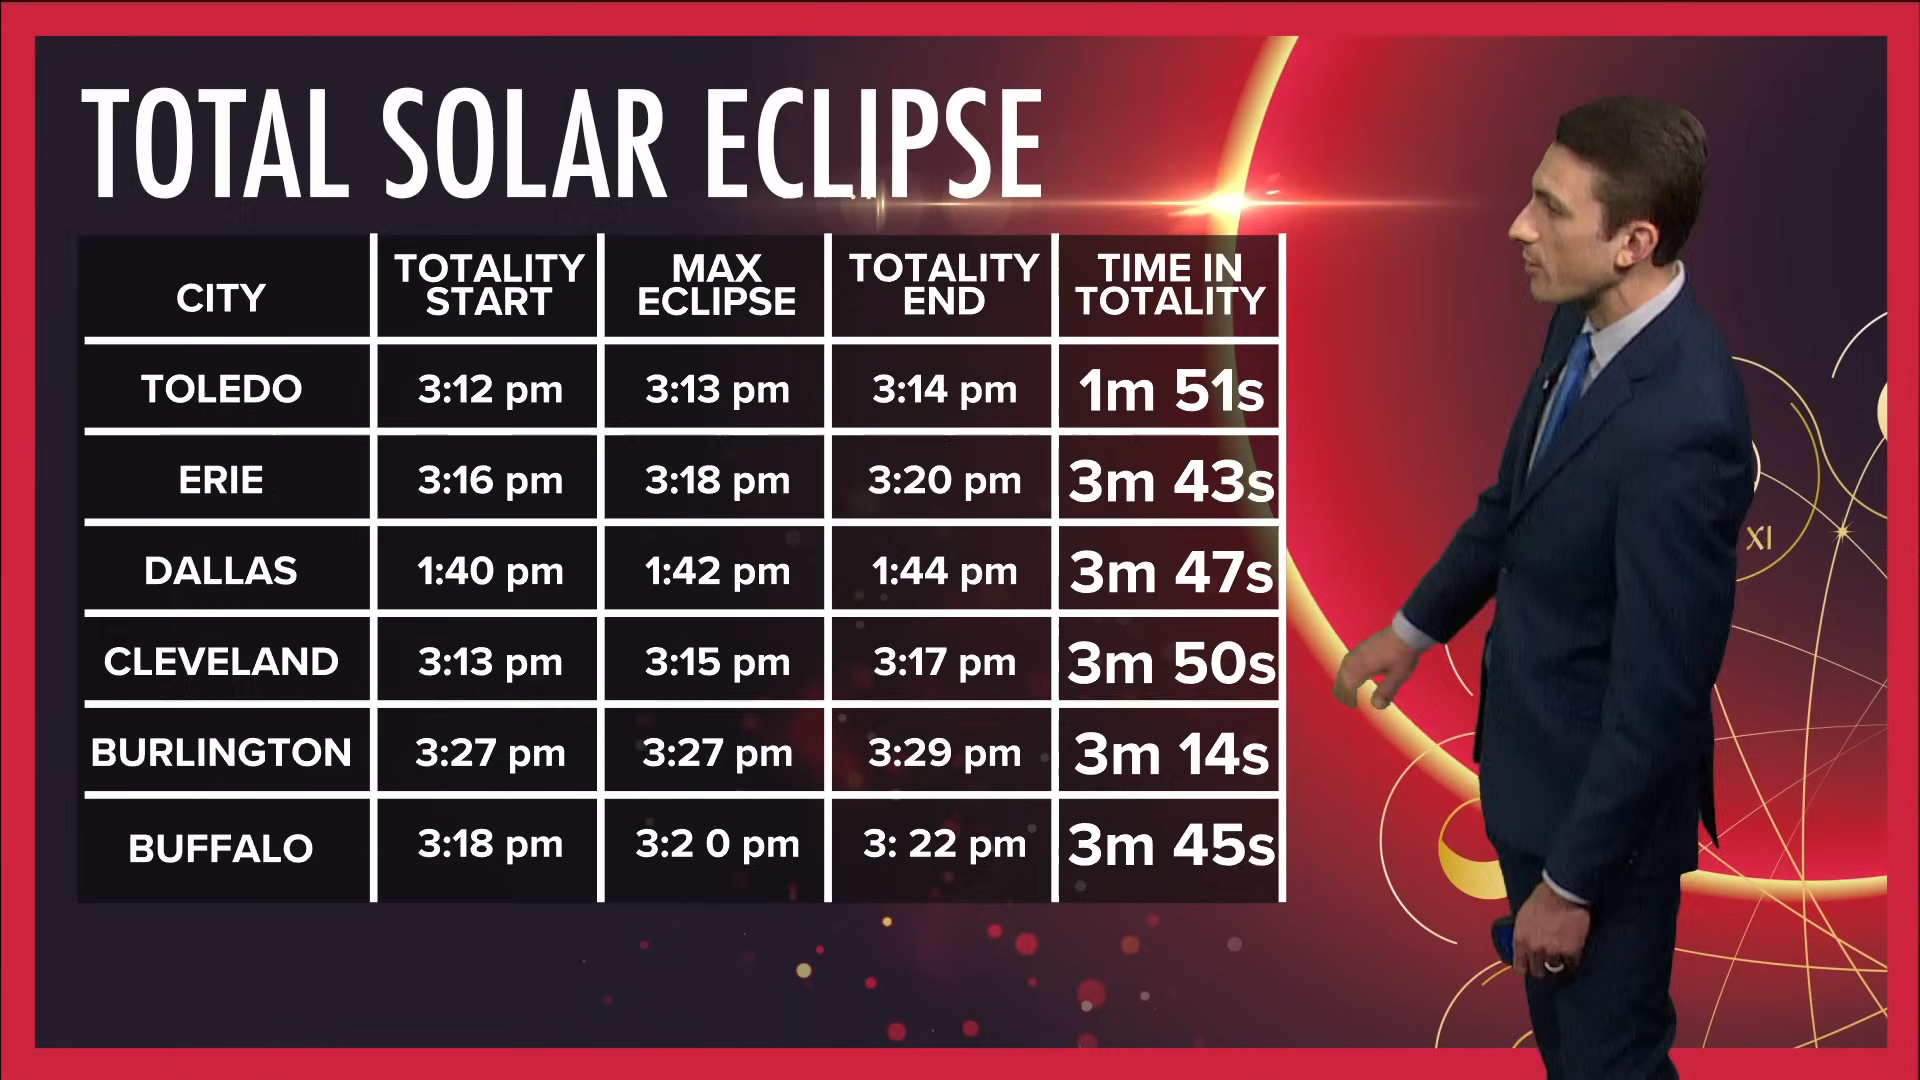 TOTAL SOLAR ECLIPSE
CITY
TOTALITY
START
MAX
ECLIPSE
TOTALITY
END
TIME IN
TOTALITY
TOLEDO 3:12 pm 3:13 pm 3:14 pm 1m 51s
ERIE 3:16 pm 3:18 pm 3:20 pm 3m 43s
DALLAS 1:40 pm 1:42 pm 1:44 pm 3m 47s
CLEVELAND 3:13 pm 3:15 pm 3:17 pm 3m 50s
BURLINGTON 3:27 pm 3:27 pm 3:29 pm 3m 14s
BUFFALO 3:18 pm 3:2 0 pm 3: 22 pm 3m 45s
XI